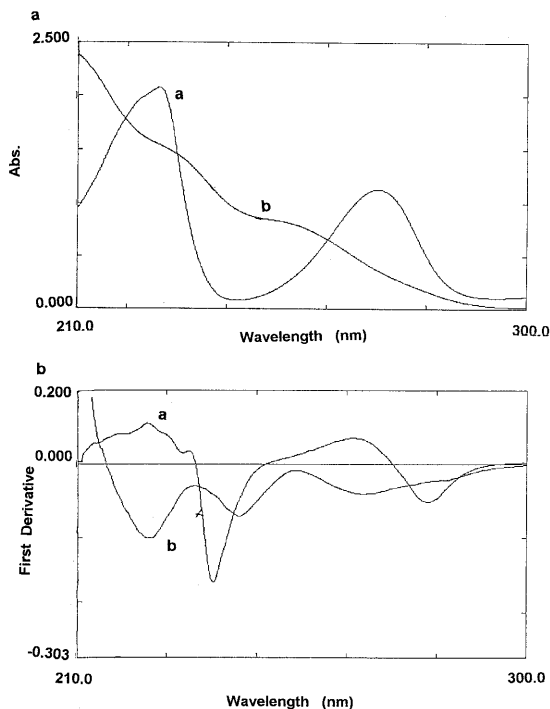 a
2.500
a
Abs.
b
0.000
210.0
300.0
Wavelength (nm)
b
0.200
a
0.000
First Derivative
b
-0.303
210.0
300.0
Wavelength (nm)